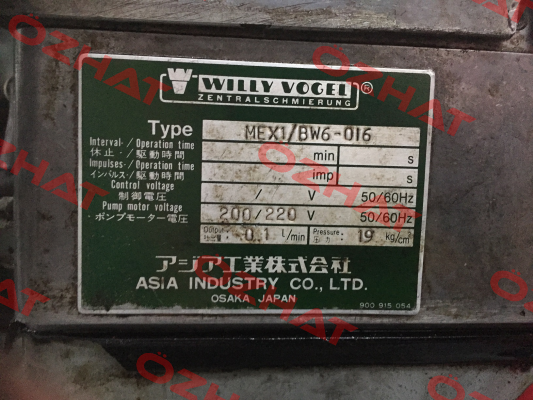 WILLY VOGEL ®
ZENTRALSCHMIERUNG
Type MEX1/BW6-016
Interval- / Operation time
休止 / 駆動時間 / min s
Impulses- / Operation time
インパルス / 駆動時間 imp s
Control voltage
制御電圧 / V 50/60Hz
Pump motor voltage
ポンプモーター電圧 200/220 V 50/60Hz
Output 0.1 l/min Pressure 圧力 19 kg/cm²
アジア工業株式会社
ASIA INDUSTRY CO., LTD.
OSAKA JAPAN
900 915 054
OZHAT